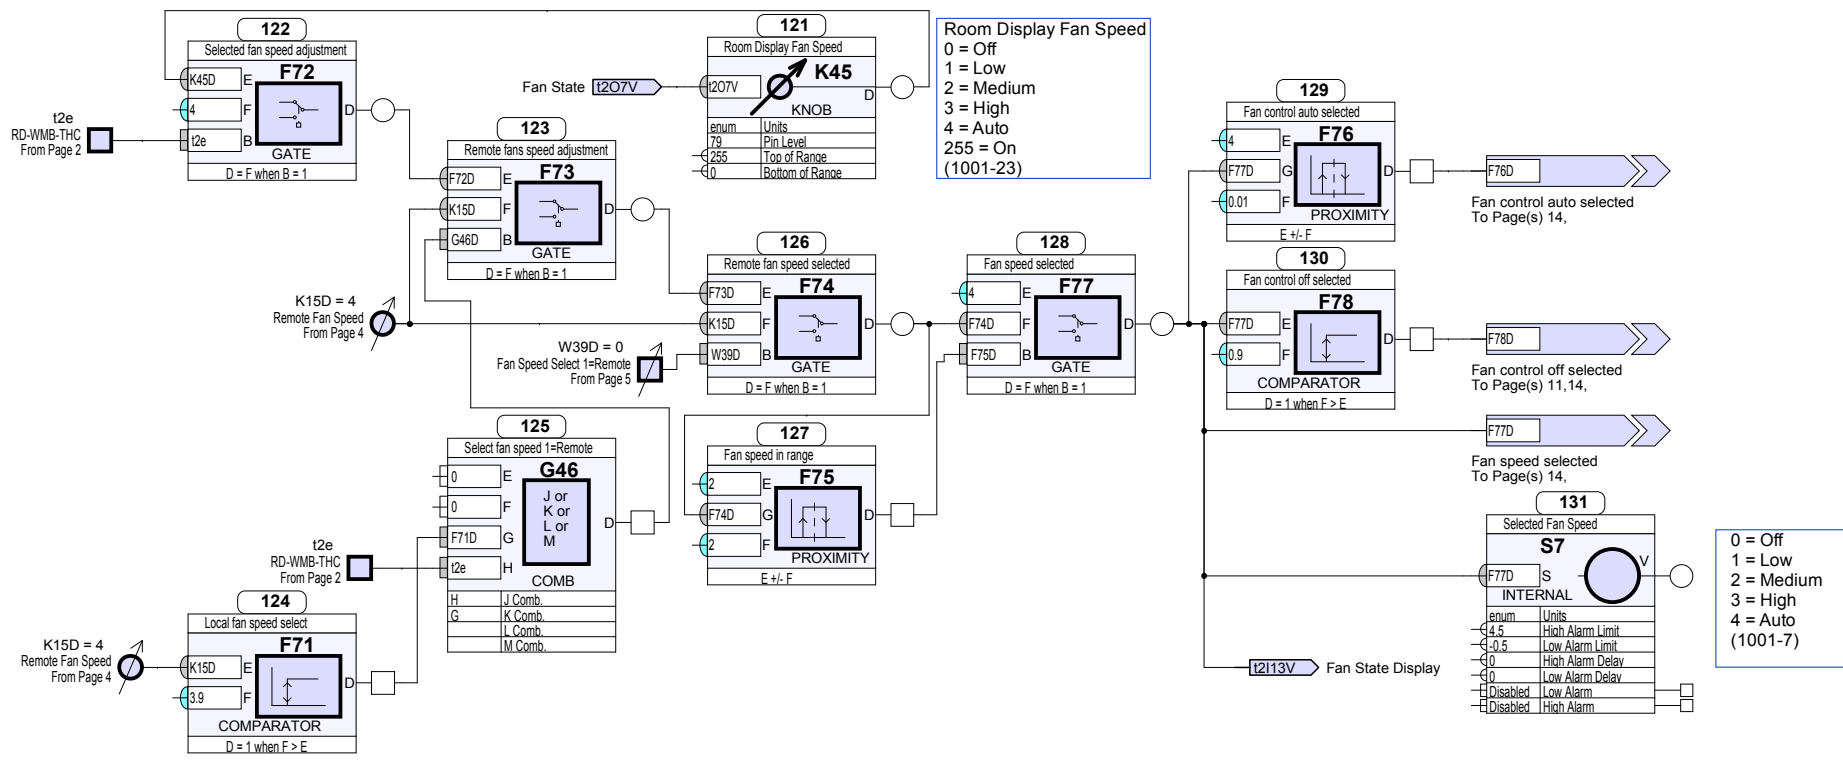 122
Selected fan speed adjustment
F72
K45D E
4 F
t2e B
D
GATE
D = F when B = 1
t2e
RD-WMB-THC
From Page 2
121
Room Display Fan Speed
K45
Fan State t2O7V
t2O7V
D
KNOB
enum Units
79 Pin Level
255 Top of Range
0 Bottom of Range
Room Display Fan Speed
0 = Off
1 = Low
2 = Medium
3 = High
4 = Auto
255 = On
(1001-23)
123
Remote fans speed adjustment
F73
F72D E
K15D F
G46D B
D
GATE
D = F when B = 1
K15D = 4
Remote Fan Speed
From Page 4
126
Remote fan speed selected
F74
F73D E
K15D F
W39D B
D
GATE
D = F when B = 1
W39D = 0
Fan Speed Select 1=Remote
From Page 5
128
Fan speed selected
F77
4 E
F74D F
F75D B
D
GATE
D = F when B = 1
129
Fan control auto selected
F76
4 E
F77D G
0.01 F
D
PROXIMITY
E +/- F
F76D
Fan control auto selected
To Page(s) 14,
130
Fan control off selected
F78
F77D E
0.9 F
D
COMPARATOR
D = 1 when F > E
F78D
Fan control off selected
To Page(s) 11,14,
F77D
Fan speed selected
To Page(s) 14,
125
Select fan speed 1=Remote
G46
0 E
0 F
F71D G
t2e H
J or
K or
L or
M
D
COMB
H J Comb.
G K Comb.
L Comb.
M Comb.
t2e
RD-WMB-THC
From Page 2
127
Fan speed in range
F75
2 E
F74D G
2 F
D
PROXIMITY
E +/- F
124
Local fan speed select
F71
K15D E
3.9 F
D
COMPARATOR
D = 1 when F > E
K15D = 4
Remote Fan Speed
From Page 4
131
Selected Fan Speed
S7
V
F77D S
INTERNAL
enum Units
4.5 High Alarm Limit
-0.5 Low Alarm Limit
0 High Alarm Delay
0 Low Alarm Delay
Disabled Low Alarm
Disabled High Alarm
t2I13V Fan State Display
0 = Off
1 = Low
2 = Medium
3 = High
4 = Auto
(1001-7)